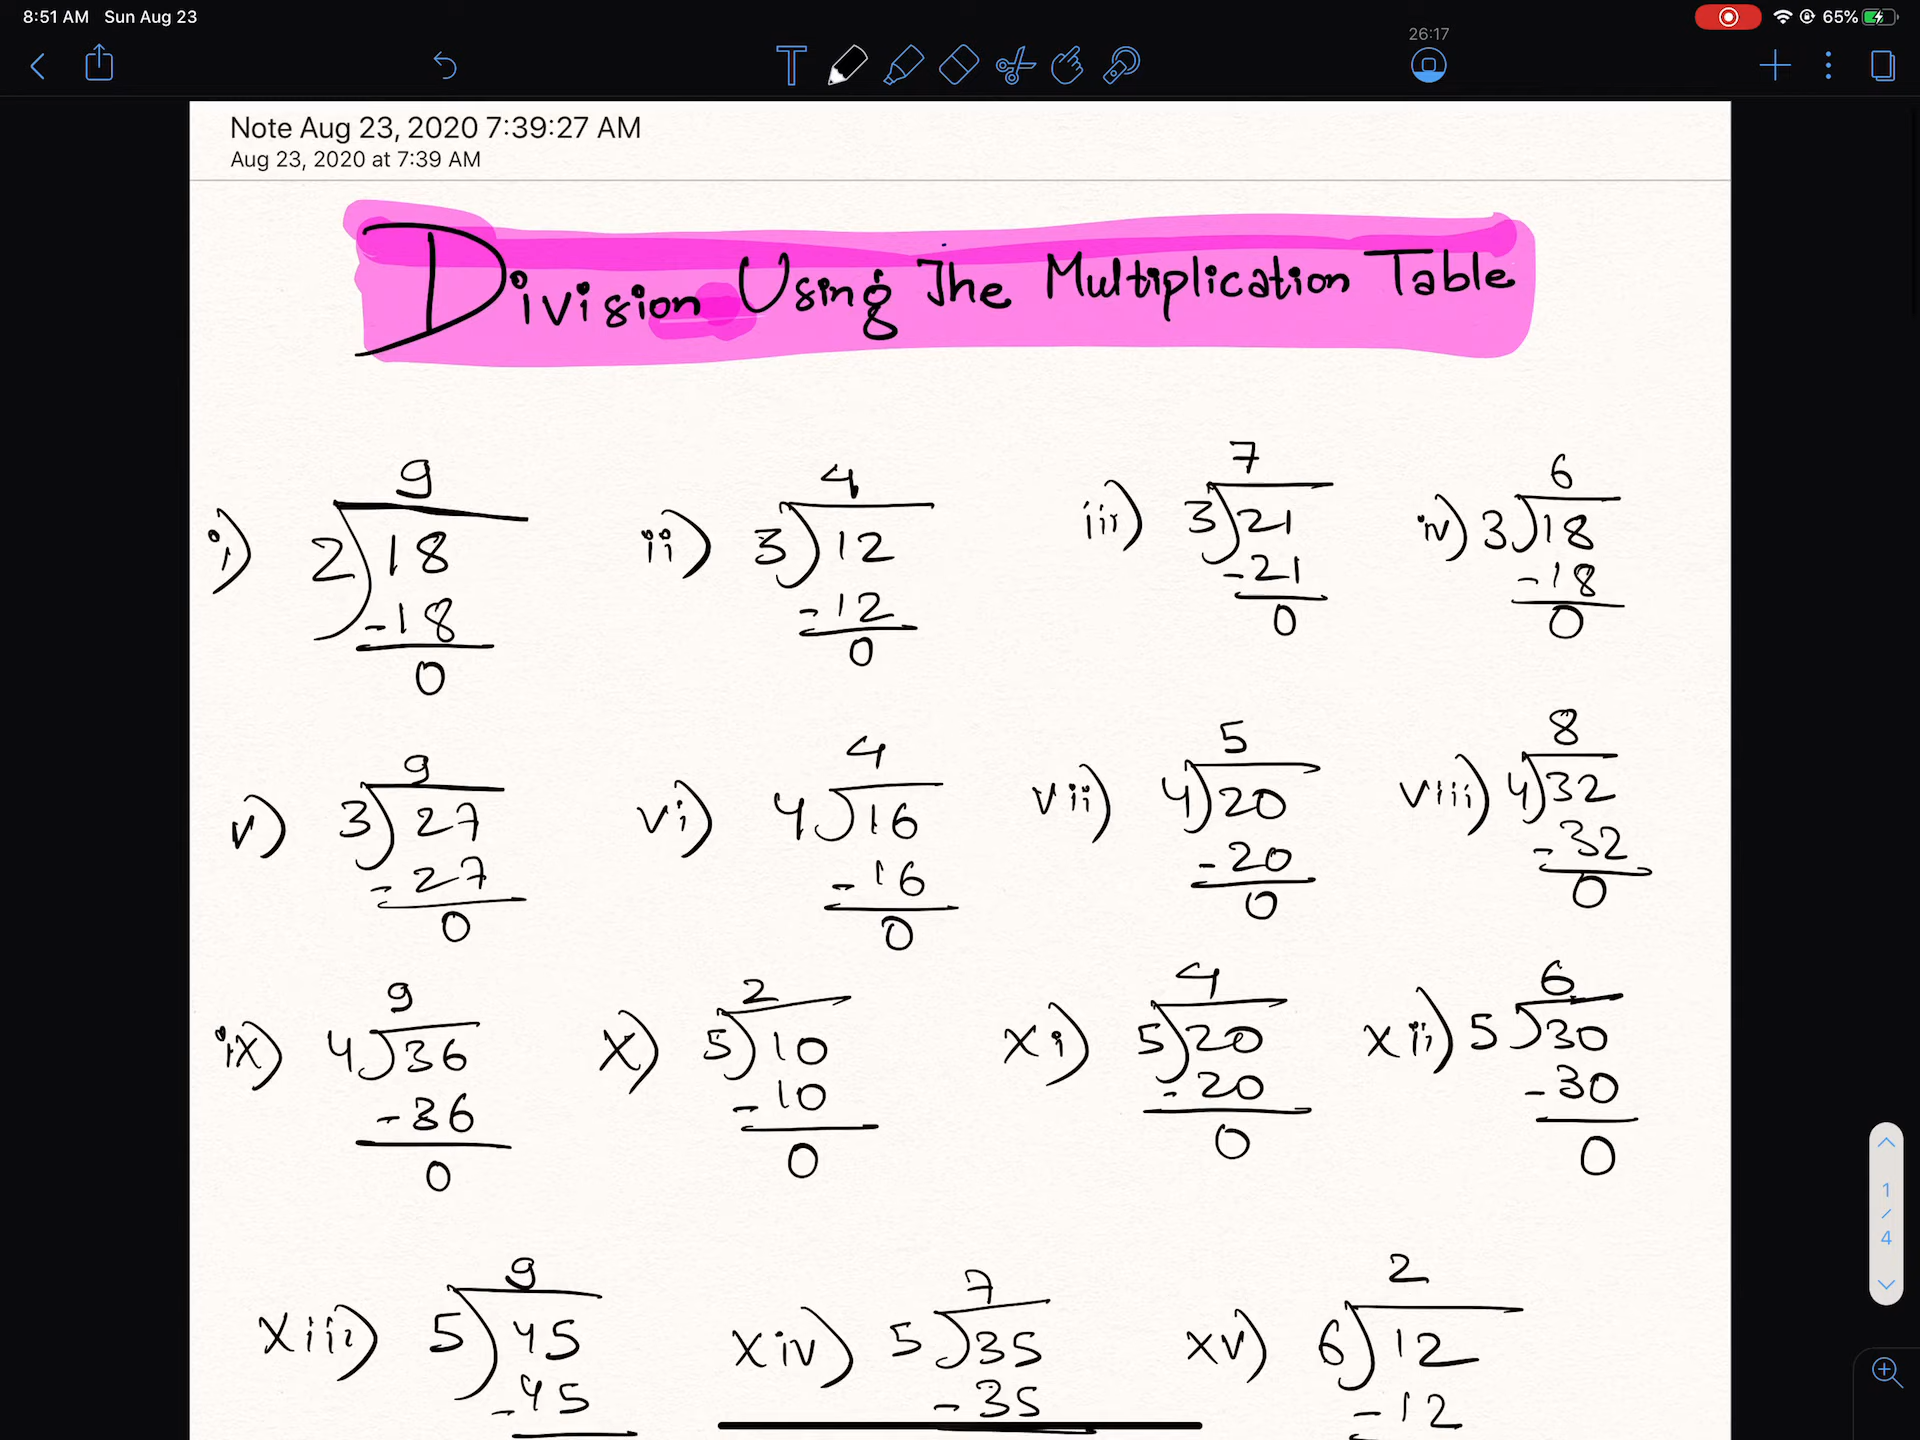 8:51 AM Sun Aug 23
65%
26:17
Note Aug 23, 2020 7:39:27 AM
Aug 23, 2020 at 7:39 AM
Division Using The Multiplication Table
9 4 7 6
i) 2)18 ii) 3)12 iii) 3)21 iv) 3)18
-18 -12 -21 -18
0 0 0 0
9 4 5 8
v) 3)27 vi) 4)16 vii) 4)20 viii) 4)32
-27 -16 -20 -32
0 0 0 0
9 2 4 6
ix) 4)36 x) 5)10 xi) 5)20 xii) 5)30
-36 -10 -20 -30
0 0 0 0
9 7 2
xiii) 5)45 xiv) 5)35 xv) 6)12
-45 -35 -12
1
/
4